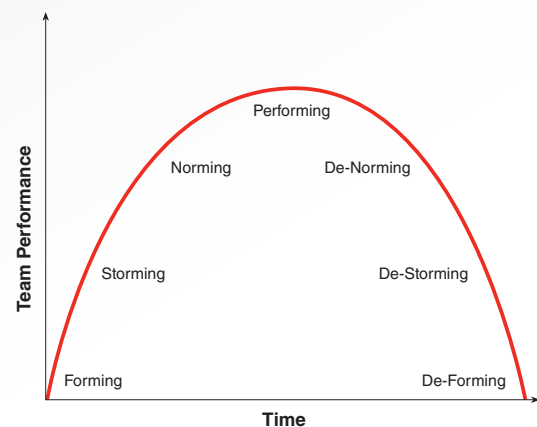 Performing
Norming
De-Norming
Storming
De-Storming
Forming
De-Forming
Team Performance
Time